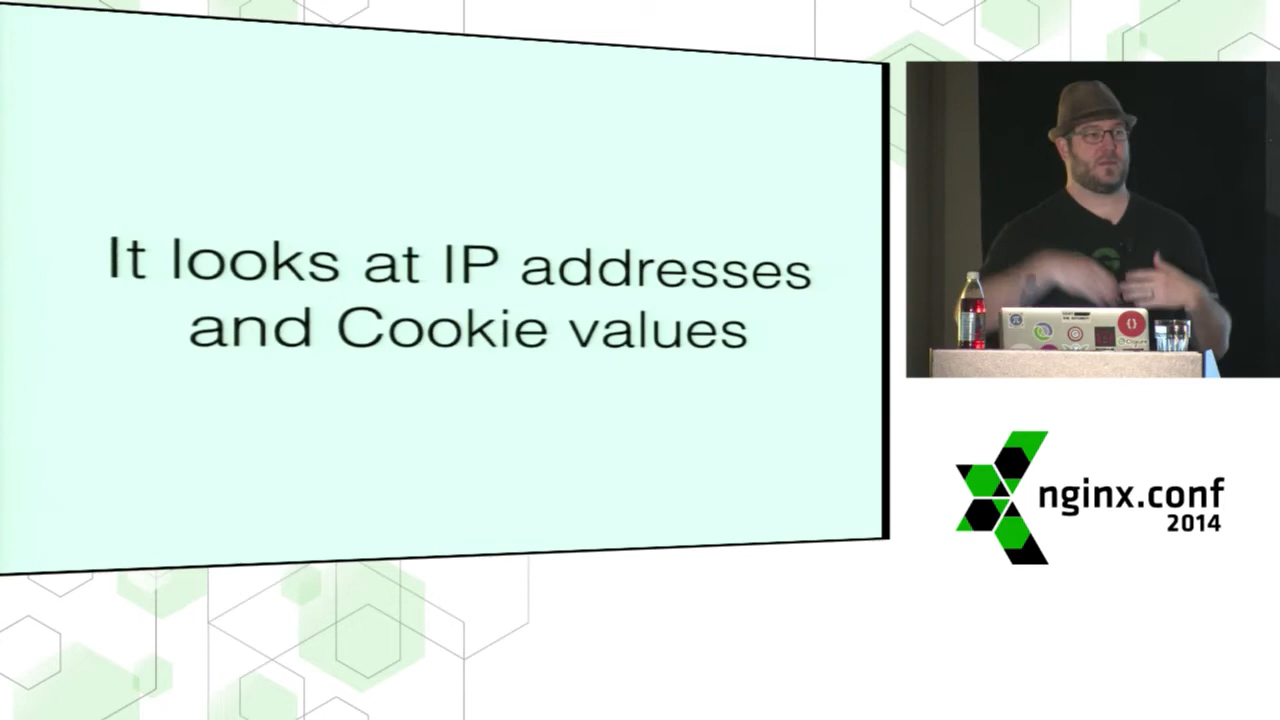 It looks at IP addresses
and Cookie values
nginx.conf
2014